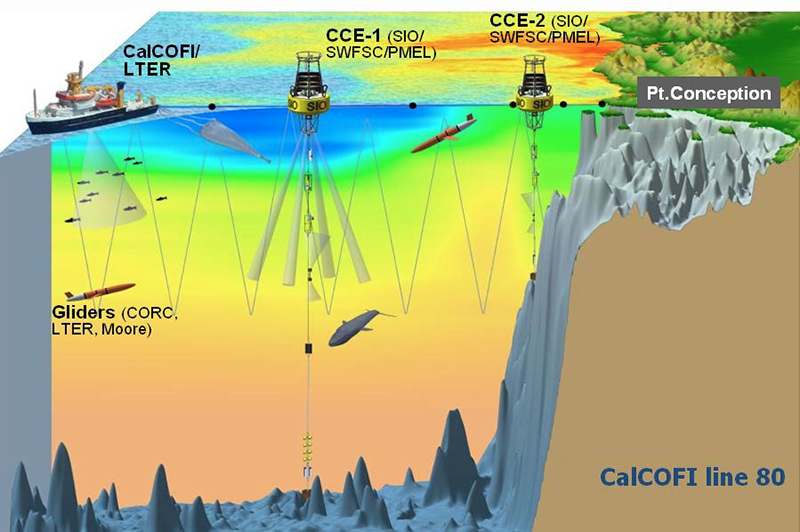 CalCOFI/
LTER
CCE-1 (SIO/
SWFSC/PMEL)
CCE-2 (SIO/
SWFSC/PMEL)
Pt.Conception
SIO
SIO
Gliders (CORC,
LTER, Moore)
CalCOFI line 80